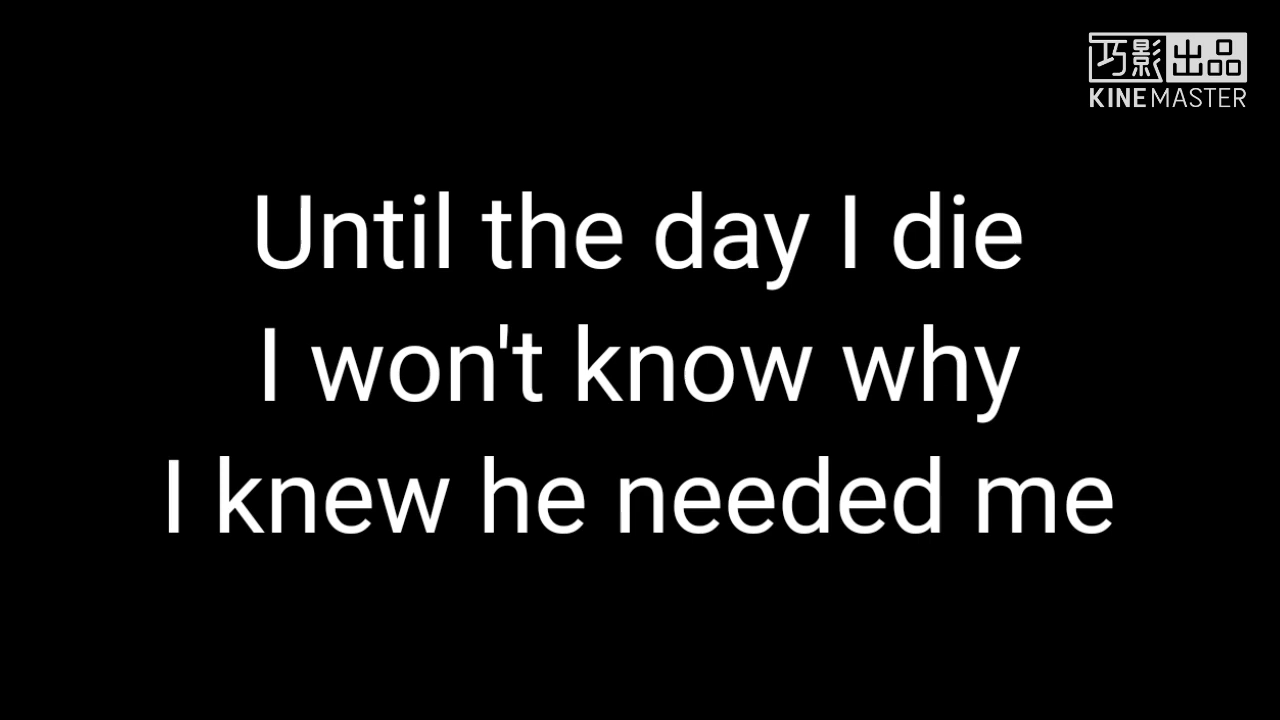 巧影出品
KINEMASTER
Until the day I die
I won't know why
I knew he needed me